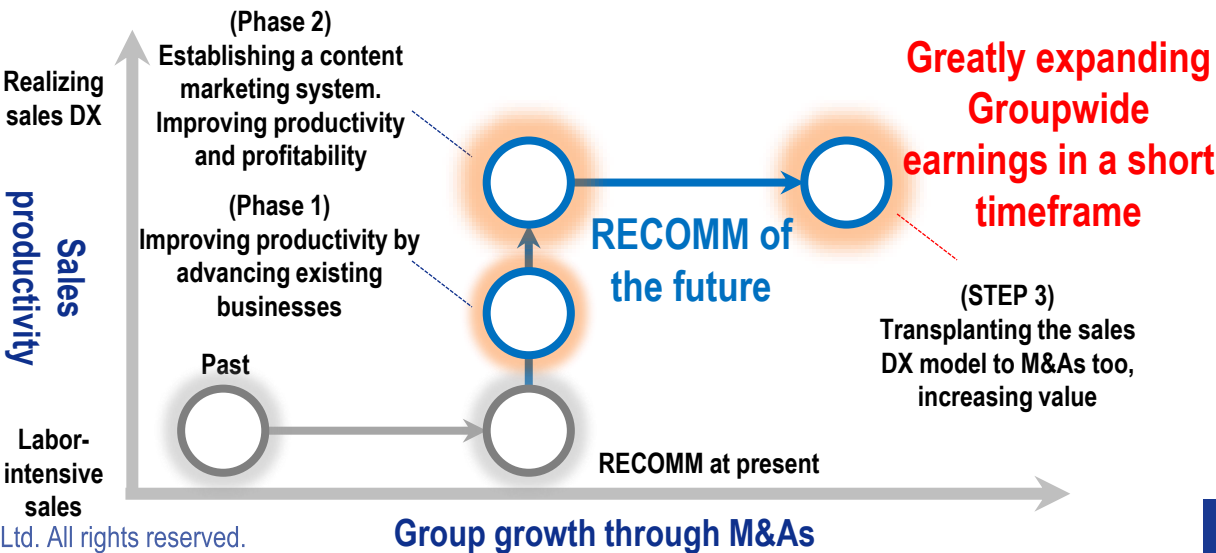 (Phase 2)
Establishing a content
marketing system.
Improving productivity
and profitability
Realizing
sales DX
Greatly expanding
Groupwide
earnings in a short
timeframe
(Phase 1)
Improving productivity by
advancing existing
businesses
Sales
productivity
RECOMM of
the future
(STEP 3)
Transplanting the sales
DX model to M&As too,
increasing value
Past
Labor-
intensive
sales
RECOMM at present
Ltd. All rights reserved.
Group growth through M&As